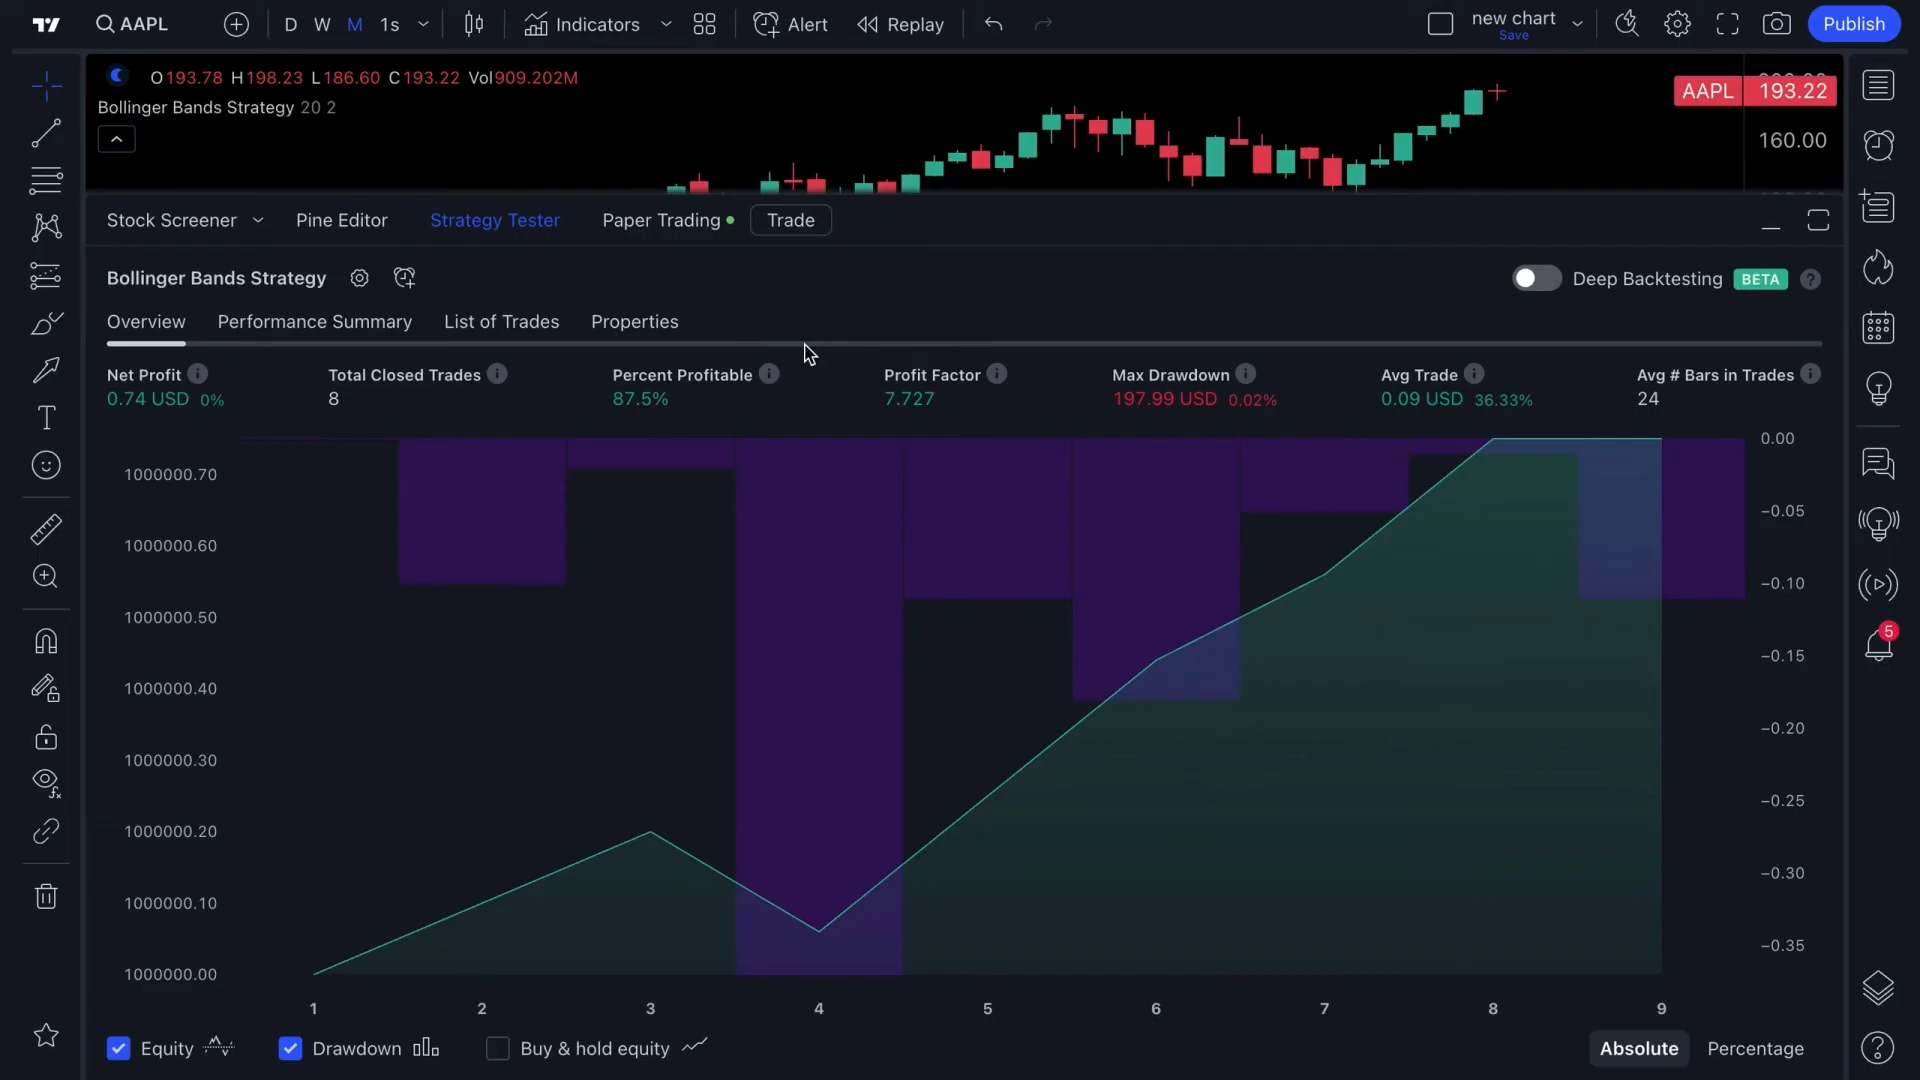 AAPL D W M 1s Indicators Alert Replay new chart Publish
Save
O193.78 H198.23 L186.60 C193.22 Vol909.202M
AAPL 193.22
Bollinger Bands Strategy 20 2
160.00
Stock Screener Pine Editor Strategy Tester Paper Trading Trade
Bollinger Bands Strategy Deep Backtesting BETA ?
Overview Performance Summary List of Trades Properties
Net Profit Total Closed Trades Percent Profitable Profit Factor Max Drawdown Avg Trade Avg # Bars in Trades
0.74 USD 0% 8 87.5% 7.727 197.99 USD 0.02% 0.09 USD 36.33% 24
0.00
1000000.70
−0.05
1000000.60
−0.10
1000000.50
5
−0.15
1000000.40
−0.20
1000000.30
−0.25
1000000.20
−0.30
1000000.10
−0.35
1000000.00
1 2 3 4 5 6 7 8 9
Equity Drawdown Buy & hold equity Absolute Percentage